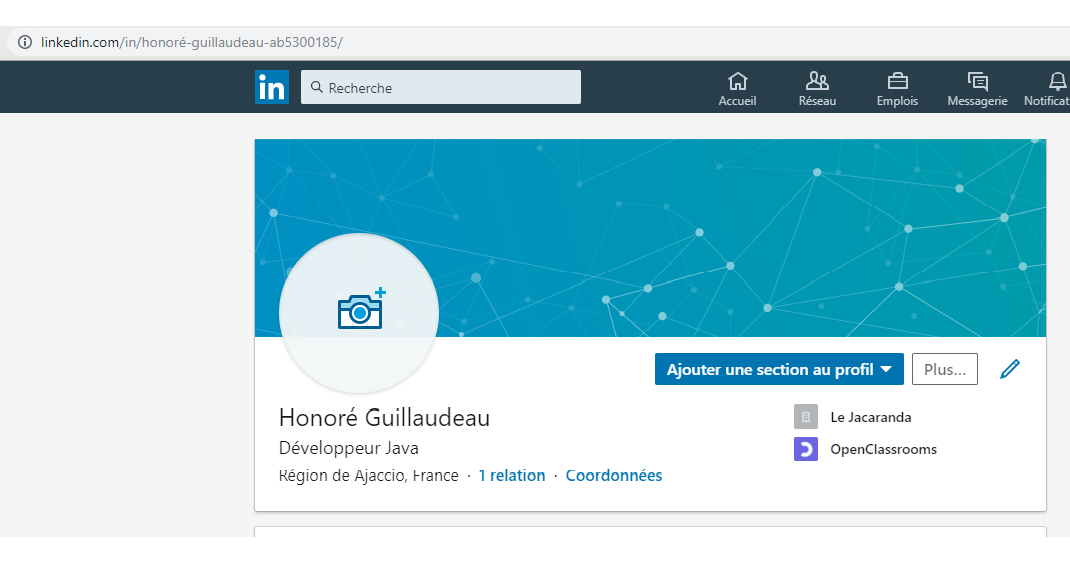 linkedin.com/in/honoré-guillaudeau-ab5300185/
in
Recherche
Accueil
Réseau
Emplois
Messagerie
Notificat
Ajouter une section au profil
Plus...
Honoré Guillaudeau
Le Jacaranda
Développeur Java
OpenClassrooms
Région de Ajaccio, France · 1 relation · Coordonnées